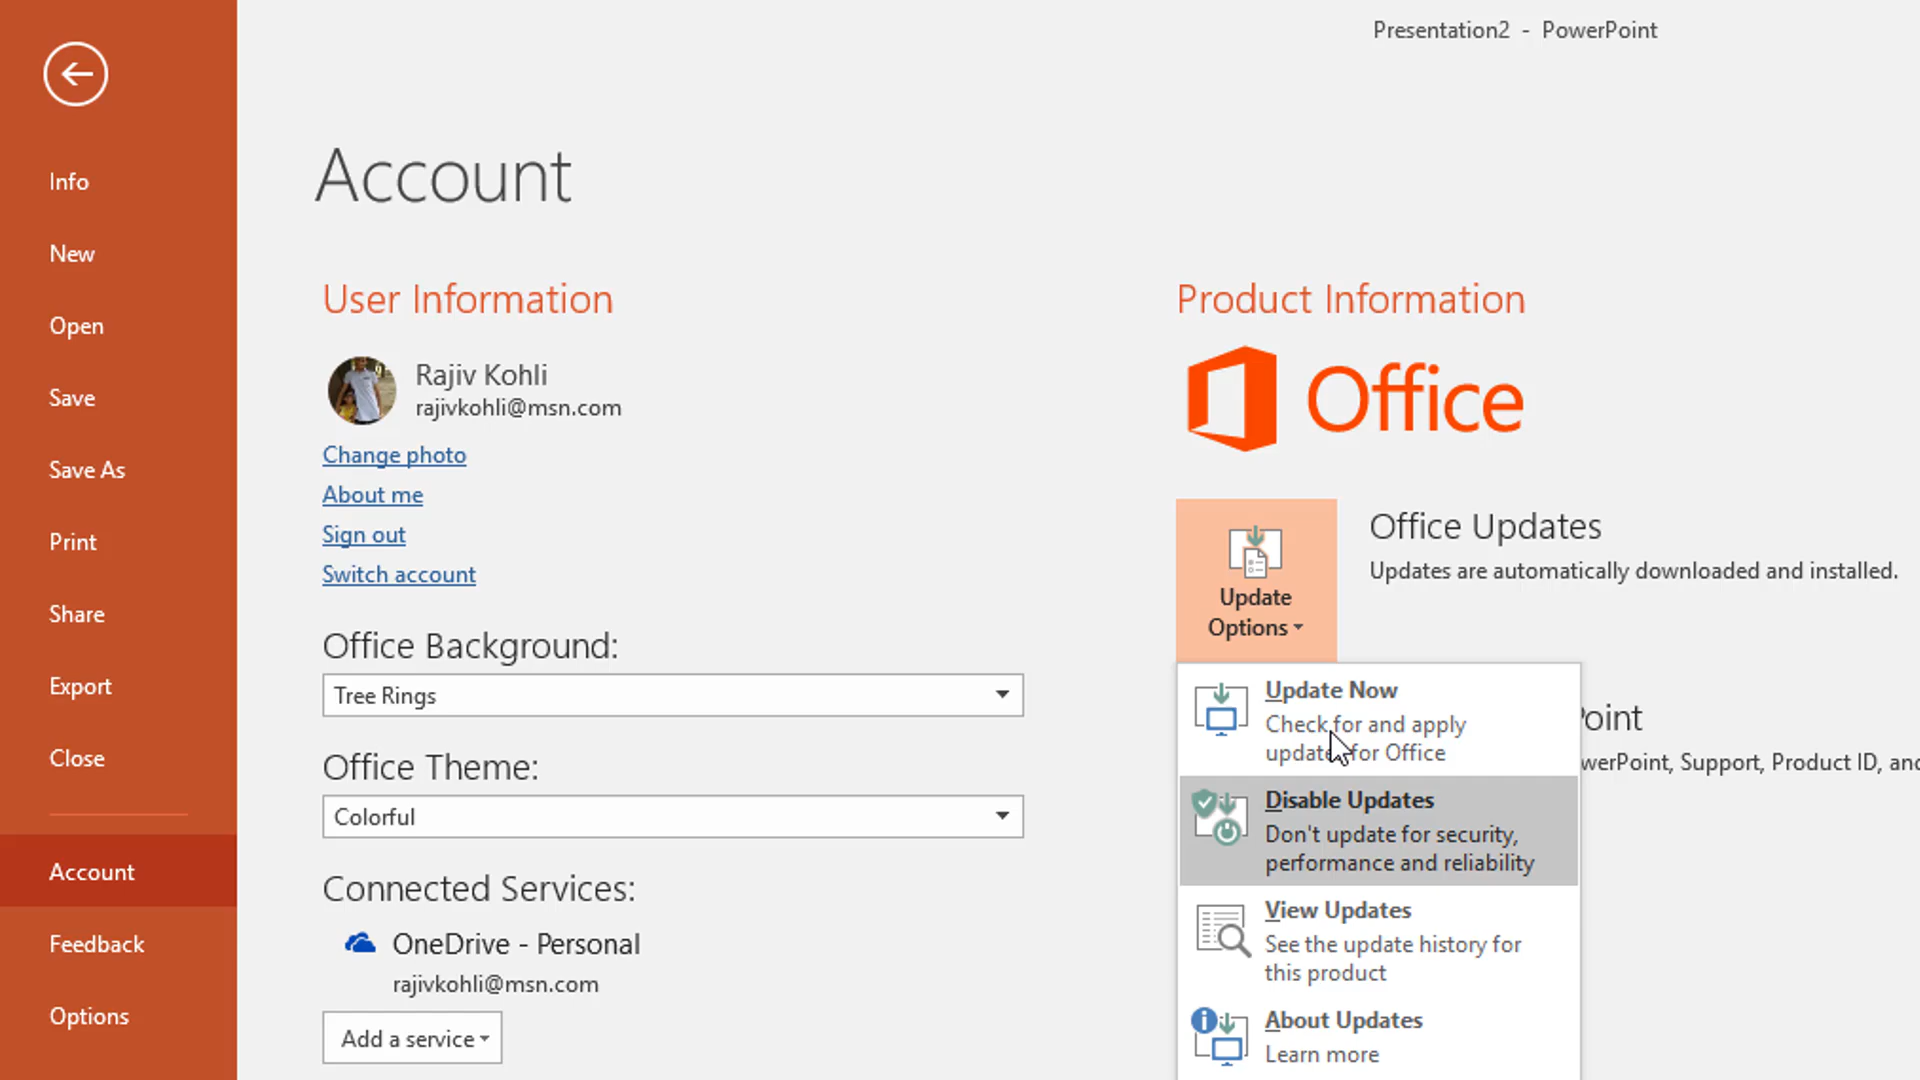 Presentation2 - PowerPoint
Info
New
Open
Save
Save As
Print
Share
Export
Close
Account
Feedback
Options
Account
User Information
Rajiv Kohli
rajivkohli@msn.com
Change photo
About me
Sign out
Switch account
Office Background:
Tree Rings
Office Theme:
Colorful
Connected Services:
OneDrive - Personal
rajivkohli@msn.com
Add a service
Product Information
Office
Update
Options
Office Updates
Updates are automatically downloaded and installed.
Update Now
Check for and apply
updates for Office
Disable Updates
Don't update for security,
performance and reliability
View Updates
See the update history for
this product
About Updates
Learn more
Point
werPoint, Support, Product ID, and